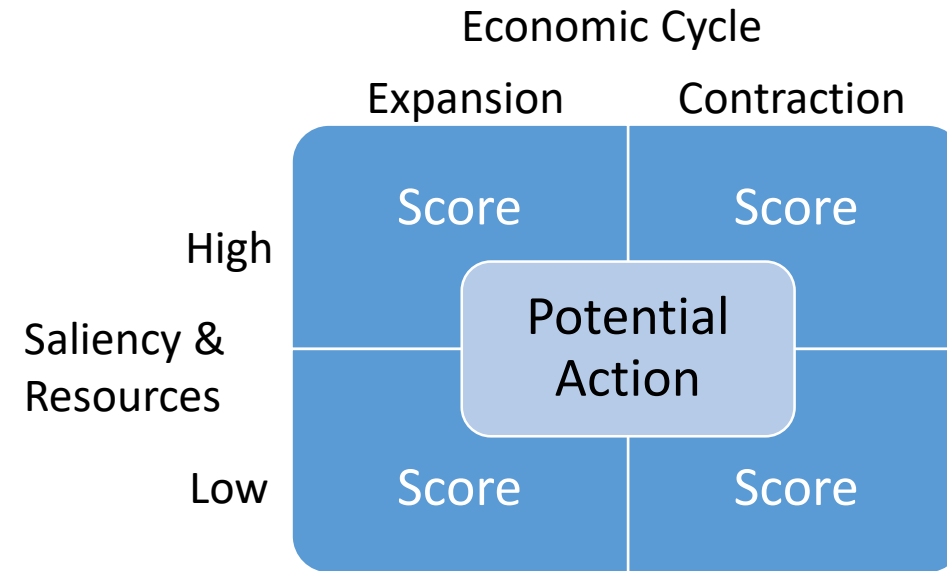 Economic Cycle
Expansion Contraction
Score Score
High
Potential
Action
Saliency &
Resources
Low Score Score